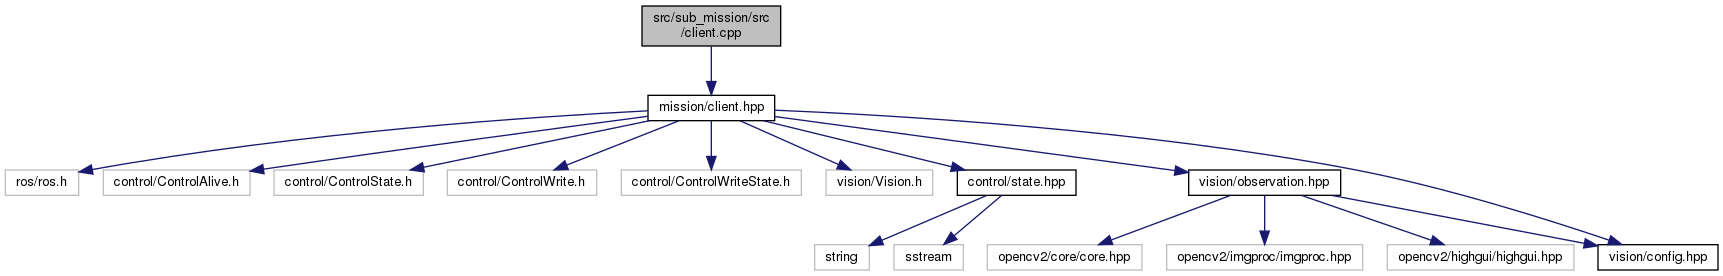 src/sub_mission/src
/client.cpp
mission/client.hpp
ros/ros.h
control/ControlAlive.h
control/ControlState.h
control/ControlWrite.h
control/ControlWriteState.h
vision/Vision.h
control/state.hpp
vision/observation.hpp
string
sstream
opencv2/core/core.hpp
opencv2/imgproc/imgproc.hpp
opencv2/highgui/highgui.hpp
vision/config.hpp